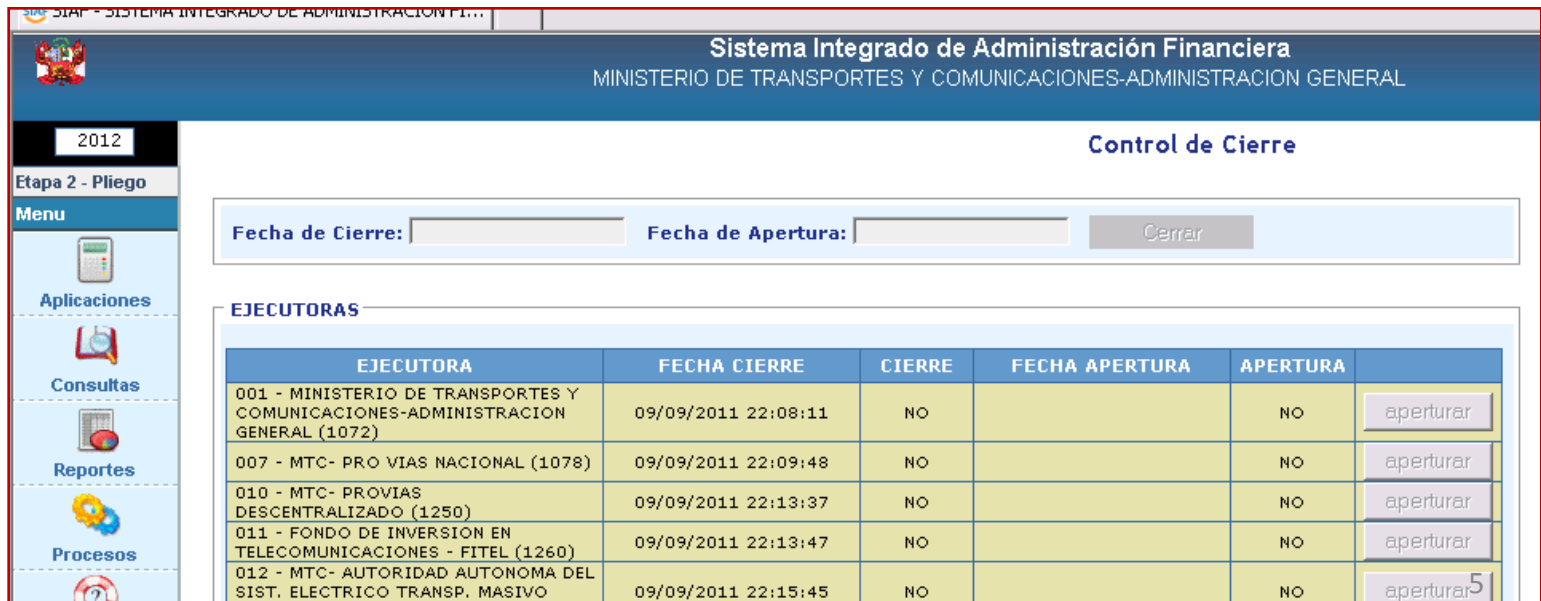 SIAF - SISTEMA INTEGRADO DE ADMINISTRACION FI...
Sistema Integrado de Administración Financiera
MINISTERIO DE TRANSPORTES Y COMUNICACIONES-ADMINISTRACION GENERAL
2012
Control de Cierre
Etapa 2 - Pliego
Menu
Fecha de Cierre:
Fecha de Apertura:
Cerrar
Aplicaciones
Consultas
Reportes
Procesos
EJECUTORAS
EJECUTORA FECHA CIERRE CIERRE FECHA APERTURA APERTURA
001 - MINISTERIO DE TRANSPORTES Y
COMUNICACIONES-ADMINISTRACION
GENERAL (1072)
09/09/2011 22:08:11 NO NO aperturar
007 - MTC- PRO VIAS NACIONAL (1078) 09/09/2011 22:09:48 NO NO aperturar
010 - MTC- PROVIAS
DESCENTRALIZADO (1250)
09/09/2011 22:13:37 NO NO aperturar
011 - FONDO DE INVERSION EN
TELECOMUNICACIONES - FITEL (1260)
09/09/2011 22:13:47 NO NO aperturar
012 - MTC- AUTORIDAD AUTONOMA DEL
SIST. ELECTRICO TRANSP. MASIVO
09/09/2011 22:15:45 NO NO aperturar
5